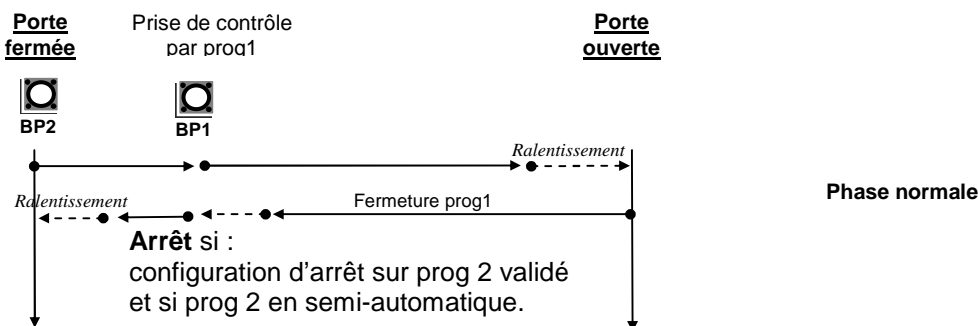 Porte
fermée
Prise de contrôle
par prog1
Porte
ouverte
BP2
BP1
Ralentissement
Ralentissement
Fermeture prog1
Phase normale
Arrêt si :
configuration d’arrêt sur prog 2 validé
et si prog 2 en semi-automatique.